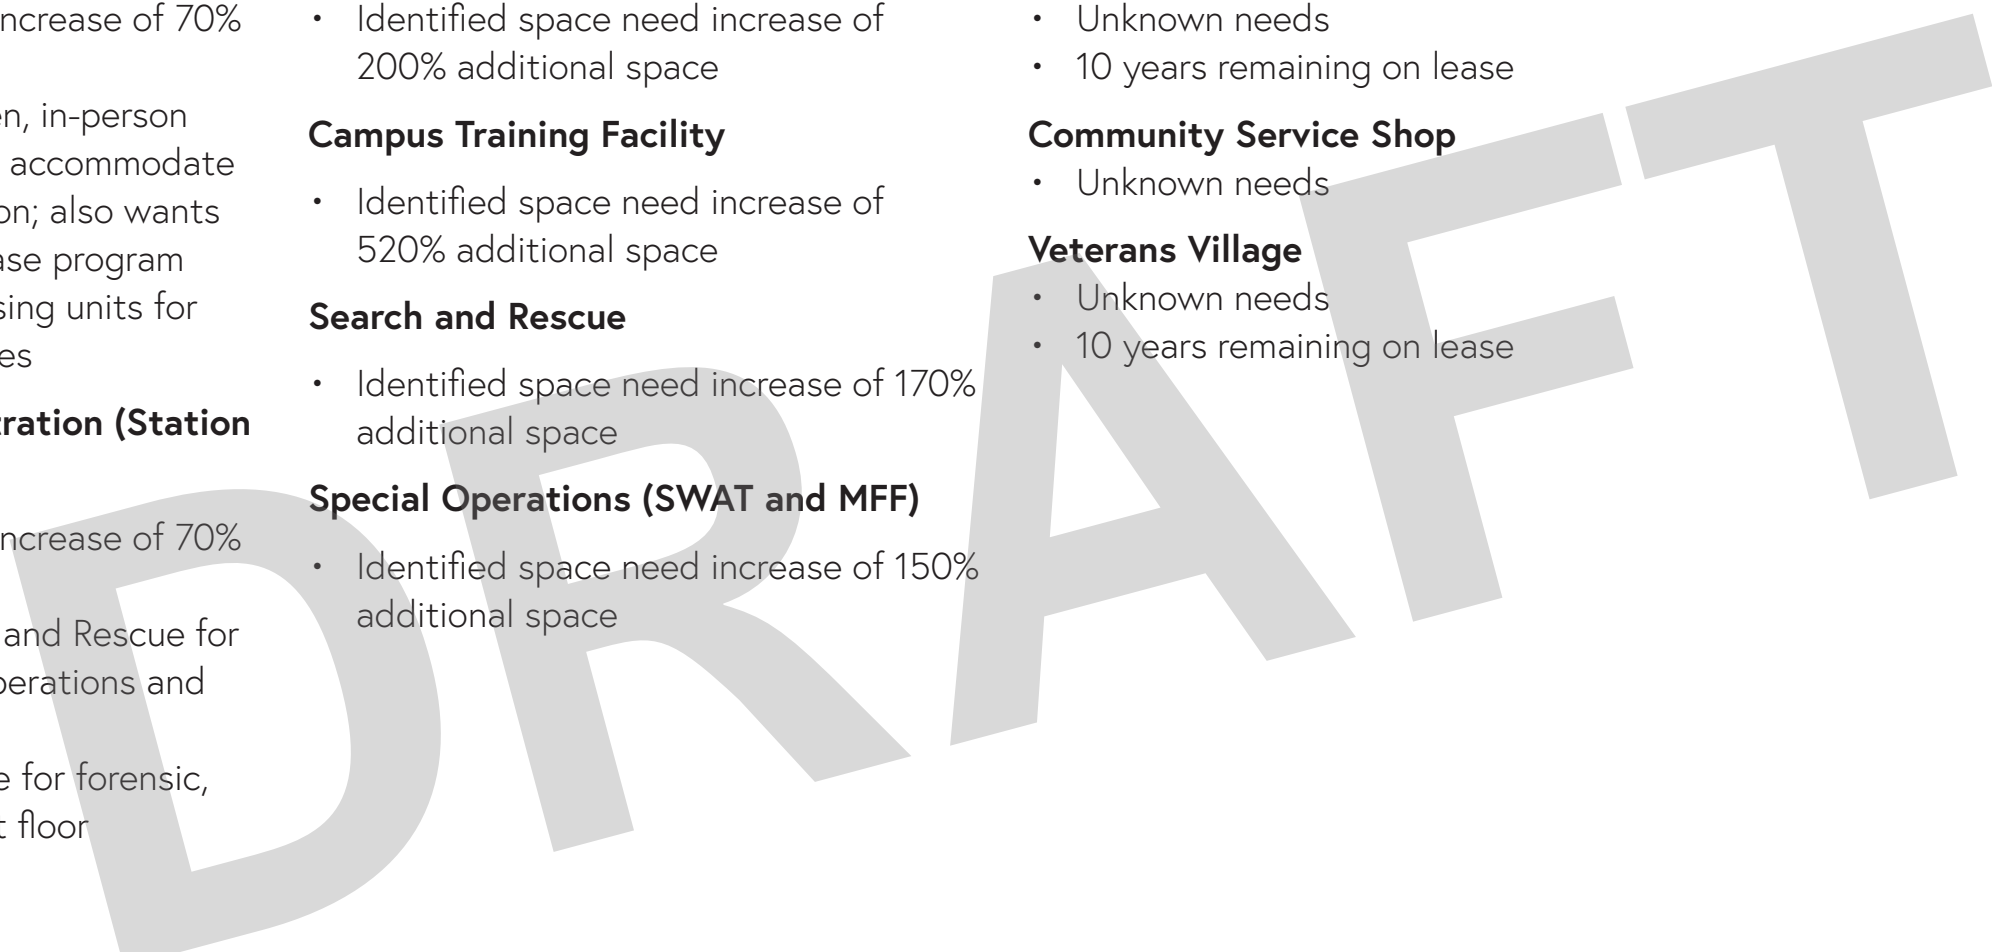 ncrease of 70%
en, in-person
accommodate
on; also wants
ase program
sing units for
es
tration (Station
ncrease of 70%
and Rescue for
perations and
e for forensic,
t floor
• Identified space need increase of
200% additional space
Campus Training Facility
• Identified space need increase of
520% additional space
Search and Rescue
• Identified space need increase of 170%
additional space
Special Operations (SWAT and MFF)
• Identified space need increase of 150%
additional space
• Unknown needs
• 10 years remaining on lease
Community Service Shop
• Unknown needs
Veterans Village
• Unknown needs
• 10 years remaining on lease
DRAFT